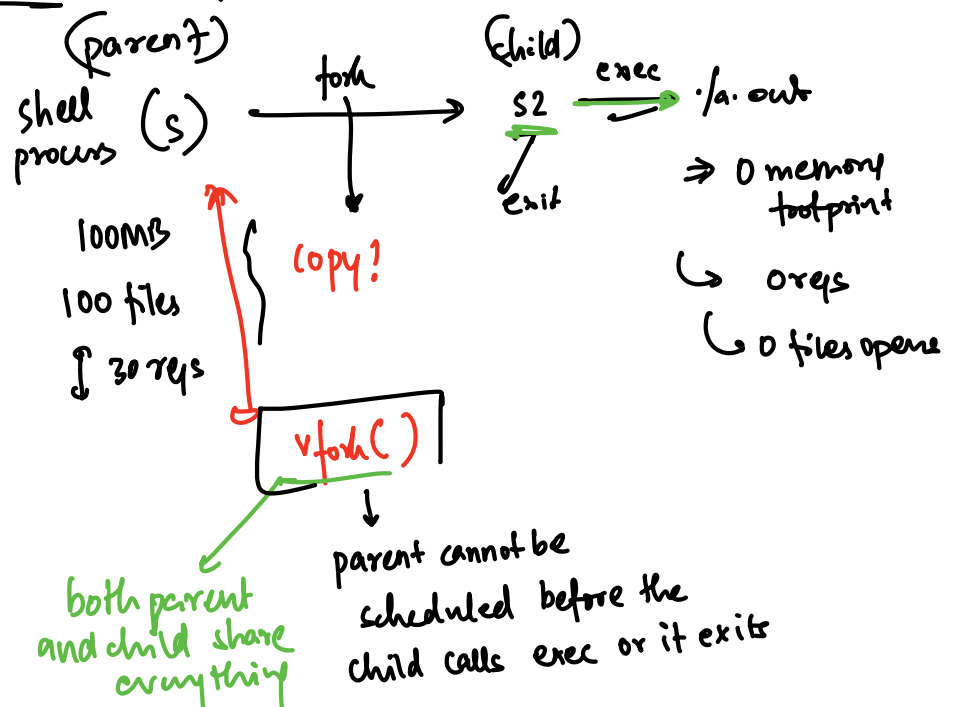 (parent)
shell
process
(s)
fork
(child)
s2
exec
./a.out
exit
⇒ 0 memory
footprint
0 regs
0 files opene
100MB
100 files
30 regs
copy?
vfork()
parent cannot be
scheduled before the
child calls exec or it exits
both parent
and child share
everything